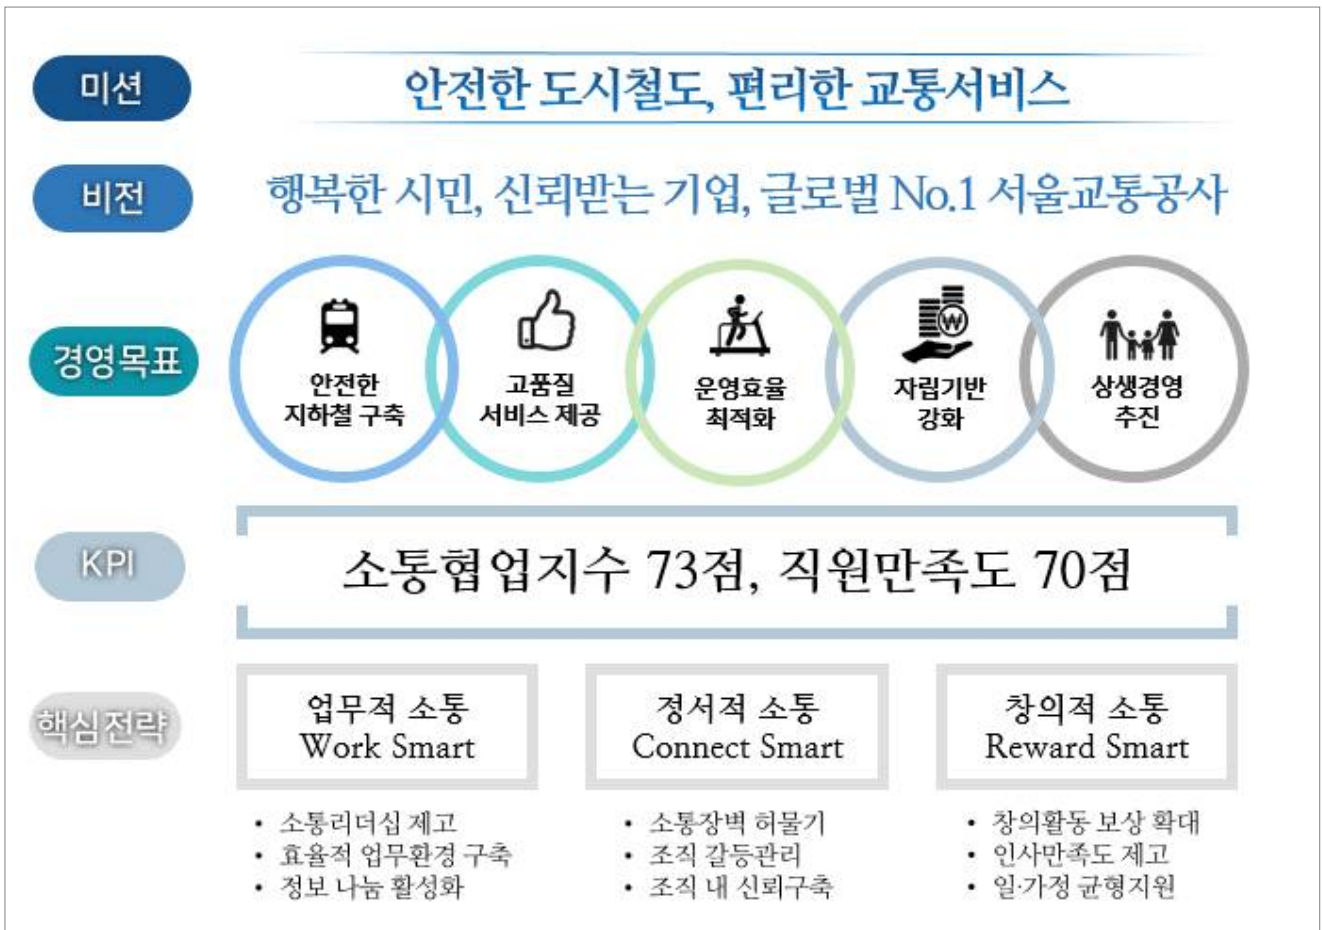 미션
안전한 도시철도, 편리한 교통서비스
비전
행복한 시민, 신뢰받는 기업, 글로벌 No.1 서울교통공사
경영목표
안전한
지하철 구축
고품질
서비스 제공
운영효율
최적화
₩
자립기반
강화
상생경영
추진
KPI
소통협업지수 73점, 직원만족도 70점
핵심전략
업무적 소통
Work Smart
• 소통리더십 제고
• 효율적 업무환경 구축
• 정보 나눔 활성화
정서적 소통
Connect Smart
• 소통장벽 허물기
• 조직 갈등관리
• 조직 내 신뢰구축
창의적 소통
Reward Smart
• 창의활동 보상 확대
• 인사만족도 제고
• 일·가정 균형지원